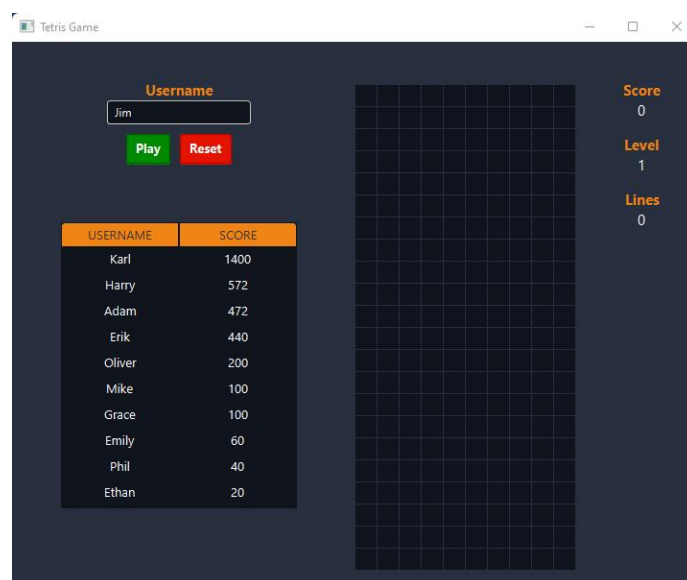 Tetris Game
Username
Jim
Play Reset
USERNAME SCORE
Karl 1400
Harry 572
Adam 472
Erik 440
Oliver 200
Mike 100
Grace 100
Emily 60
Phil 40
Ethan 20
Score
0
Level
1
Lines
0